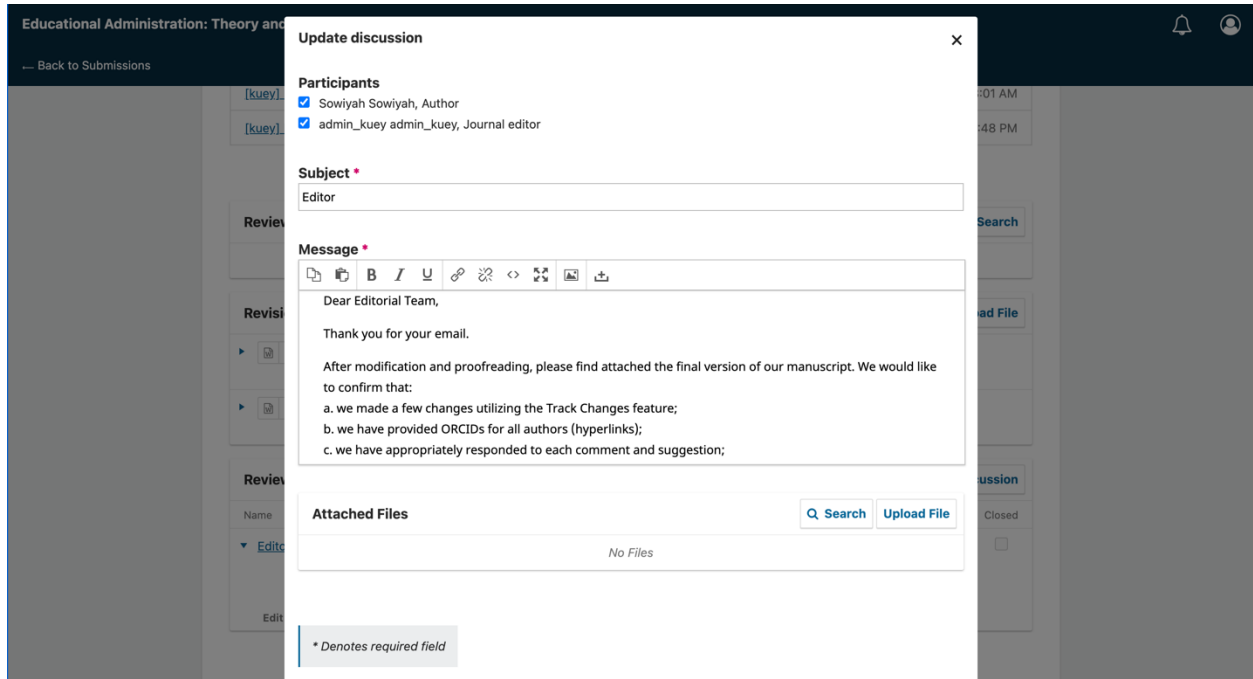 Educational Administration: Theory and
← Back to Submissions
Update discussion
Participants
Sowiyah Sowiyah, Author
admin_kuey admin_kuey, Journal editor
[kuey]
:01 AM
[kuey]
:48 PM
Subject *
Editor
Review
Search
Message *
B I U
Dear Editorial Team,
Thank you for your email.
After modification and proofreading, please find attached the final version of our manuscript. We would like
to confirm that:
a. we made a few changes utilizing the Track Changes feature;
b. we have provided ORCIDs for all authors (hyperlinks);
c. we have appropriately responded to each comment and suggestion;
Revisi
ad File
Review
ussion
Attached Files
Search
Upload File
Name
Closed
No Files
Edito
Edit
* Denotes required field